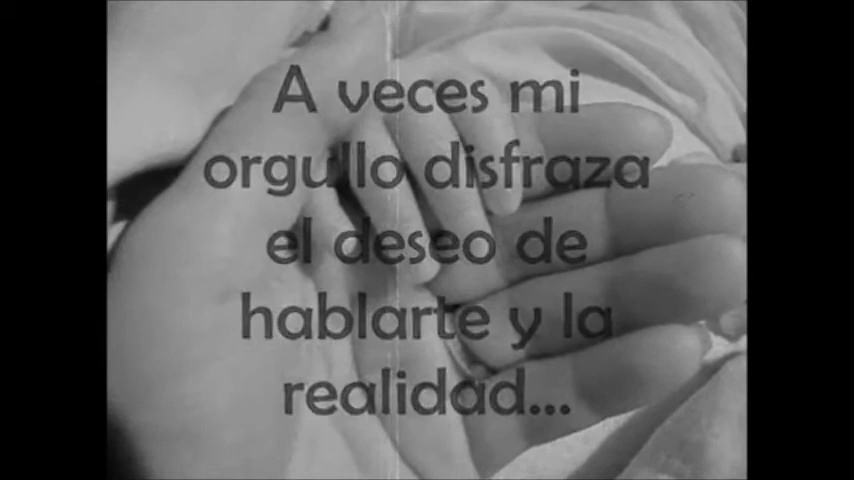 A veces mi
orgullo disfraza
el deseo de
hablarte y la
realidad...